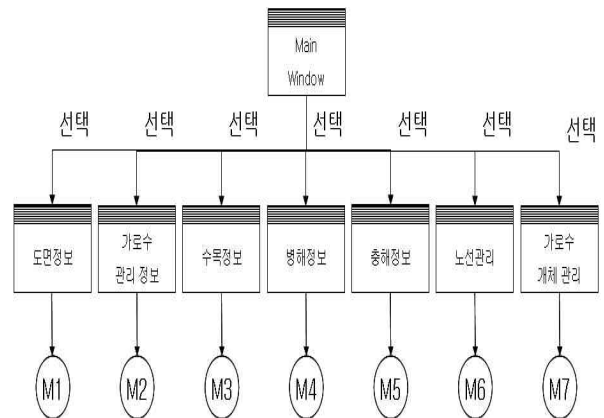 Main
Window
선택 선택 선택 선택 선택 선택 선택
도면정보
가로수
관리 정보
수목정보
병해정보
충해정보
노선관리
가로수
개체 관리
M1 M2 M3 M4 M5 M6 M7